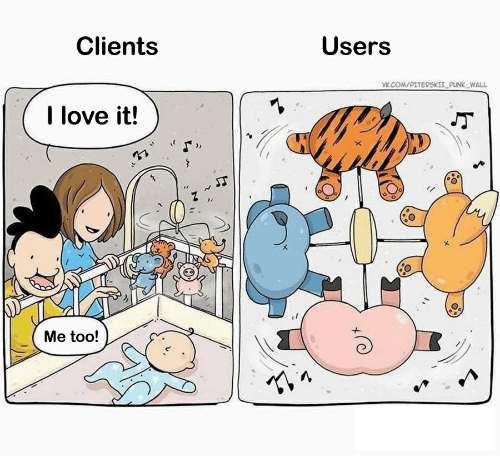 Clients
Users
VK.COM/PITERSKII_PUNK_WALL
I love it!
Me too!